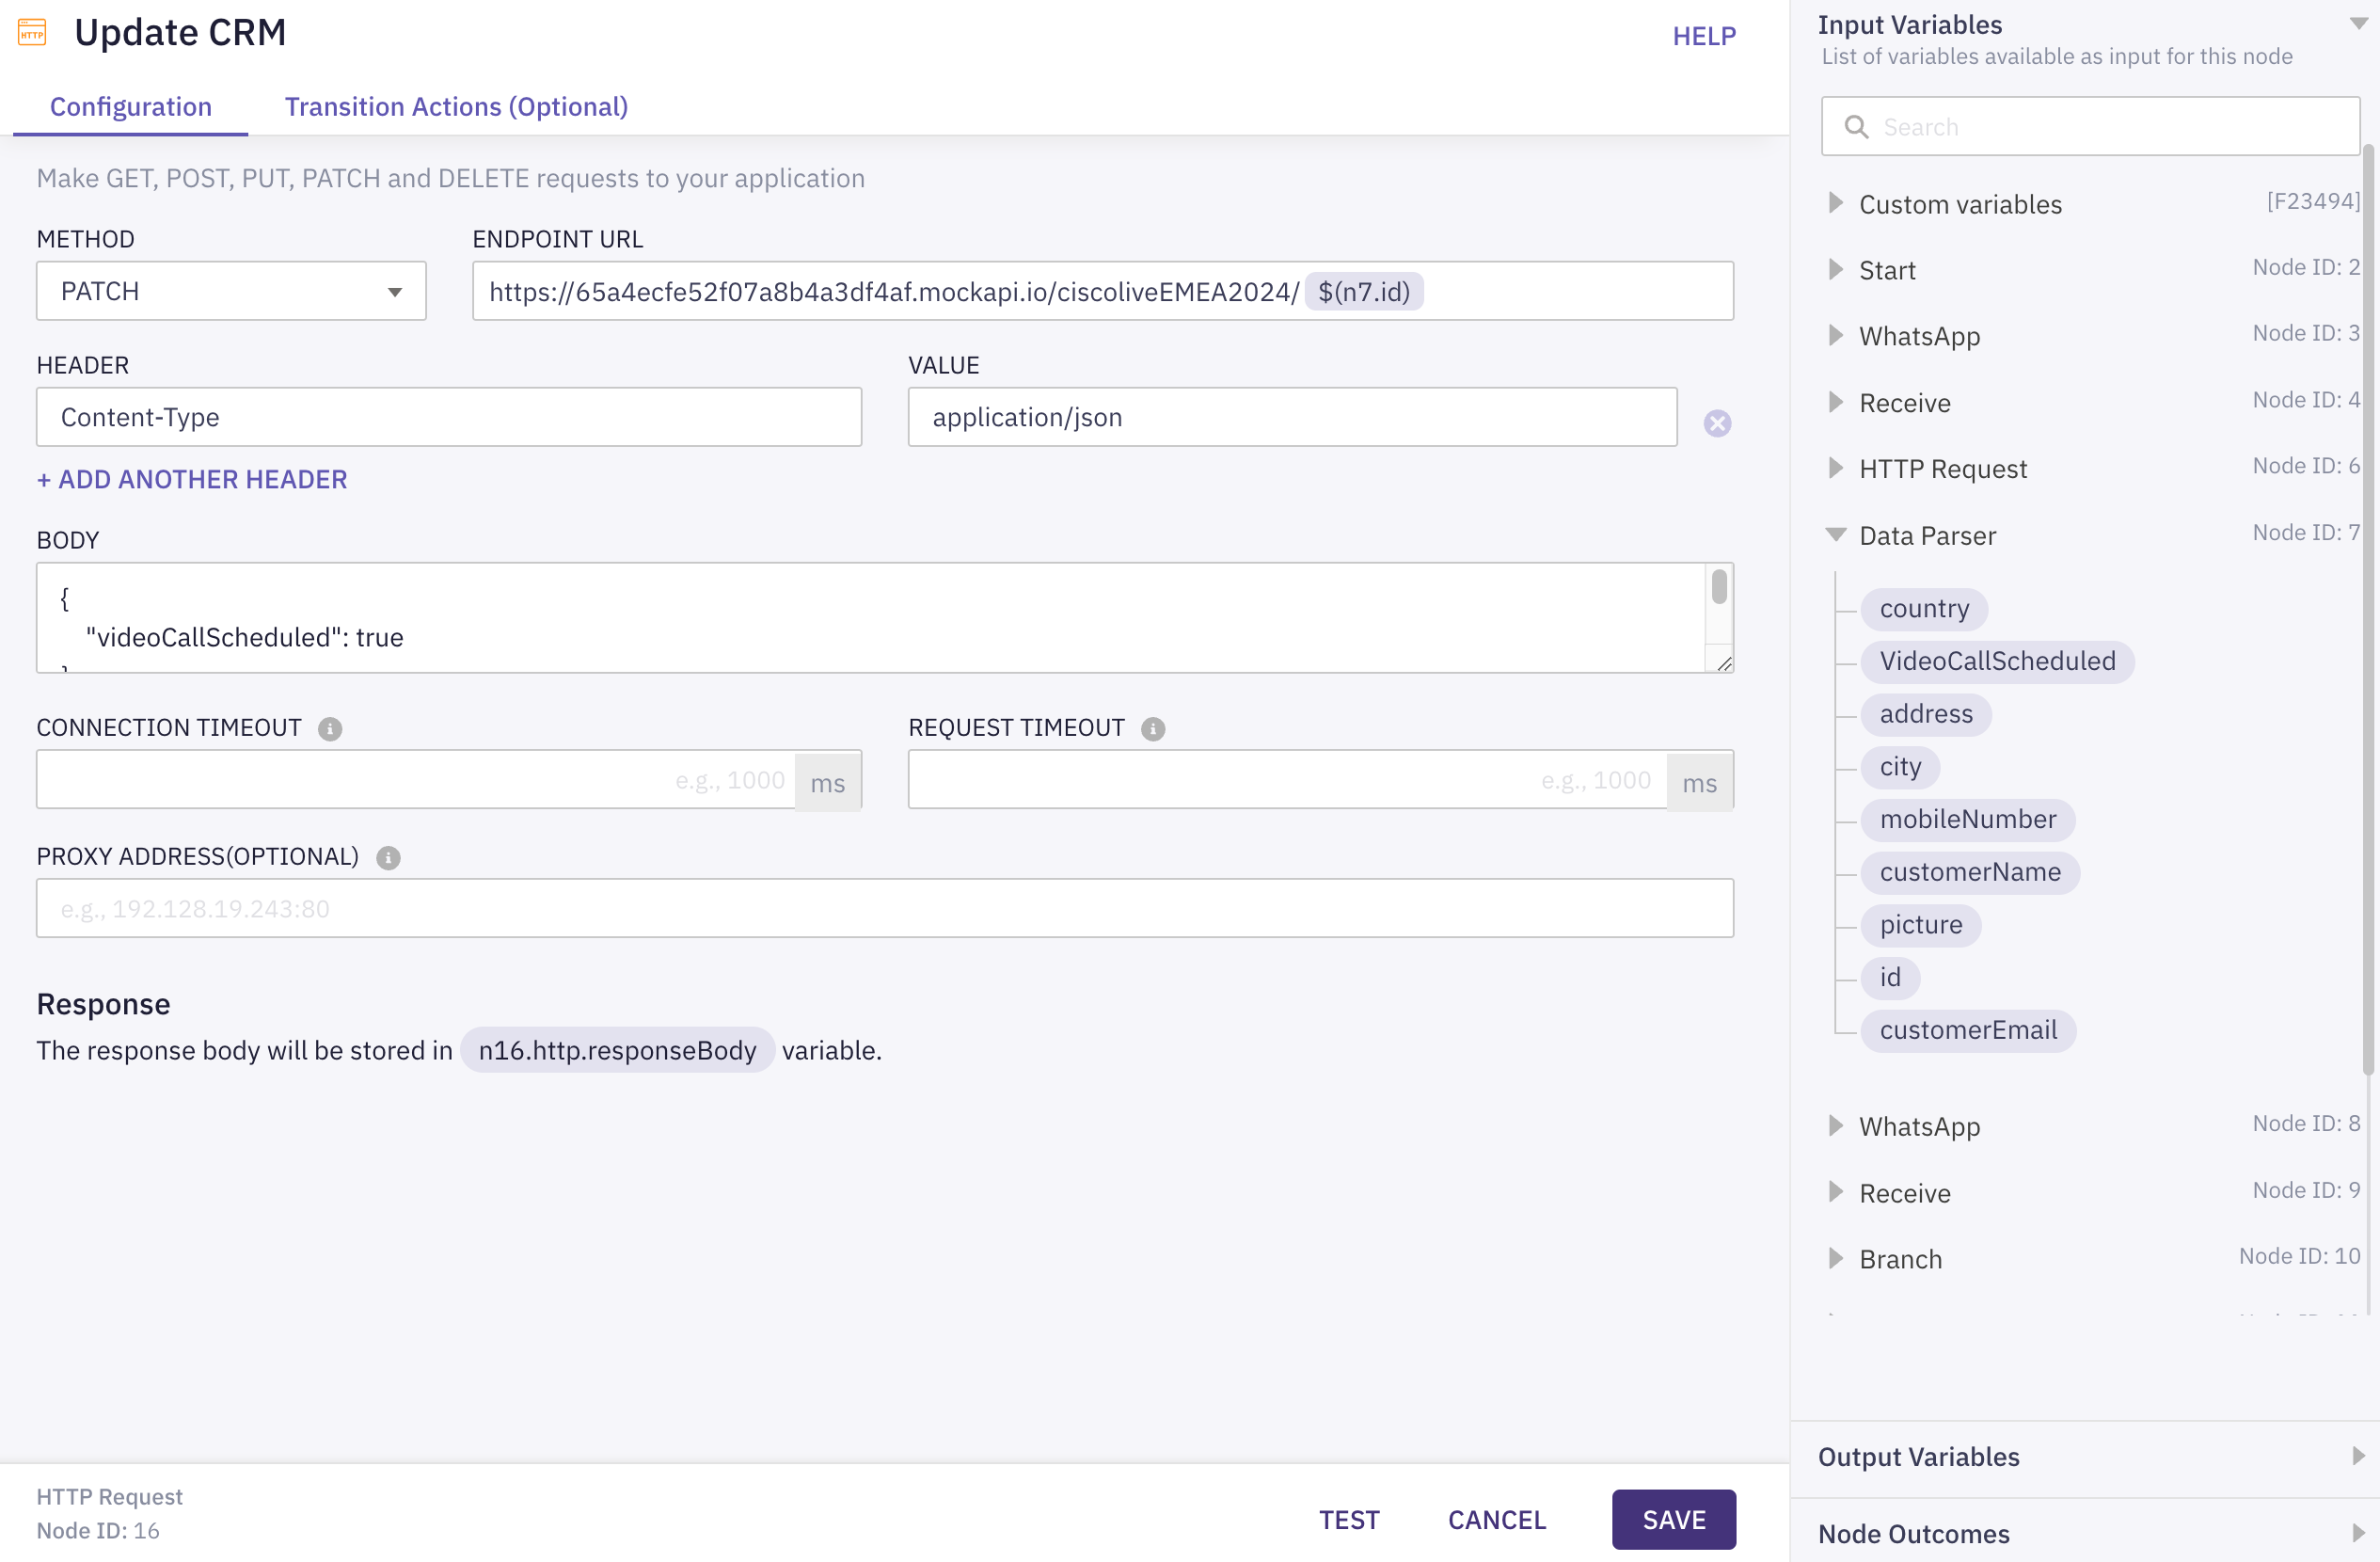 HTTP
Update CRM
HELP
Configuration
Transition Actions (Optional)
Make GET, POST, PUT, PATCH and DELETE requests to your application
METHOD
ENDPOINT URL
PATCH
https://65a4ecfe52f07a8b4a3df4af.mockapi.io/ciscoliveEMEA2024/ $(n7.id)
HEADER
VALUE
Content-Type
application/json
+ ADD ANOTHER HEADER
BODY
{
"videoCallScheduled": true
CONNECTION TIMEOUT
REQUEST TIMEOUT
e.g., 1000 ms
e.g., 1000 ms
PROXY ADDRESS(OPTIONAL)
e.g., 192.128.19.243:80
Response
The response body will be stored in n16.http.responseBody variable.
HTTP Request
Node ID: 16
TEST
CANCEL
SAVE
Input Variables
List of variables available as input for this node
Search
Custom variables [F23494]
Start Node ID: 2
WhatsApp Node ID: 3
Receive Node ID: 4
HTTP Request Node ID: 6
Data Parser Node ID: 7
country
VideoCallScheduled
address
city
mobileNumber
customerName
picture
id
customerEmail
WhatsApp Node ID: 8
Receive Node ID: 9
Branch Node ID: 10
Output Variables
Node Outcomes